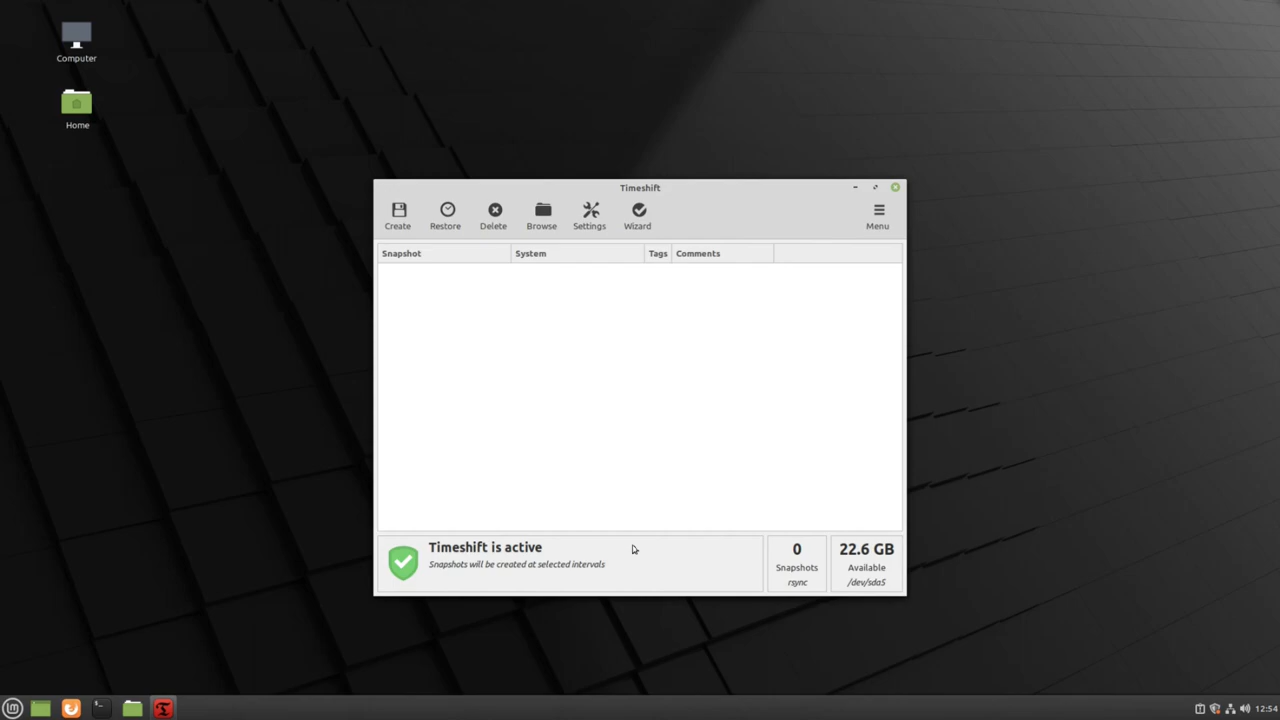 Computer
Home
Timeshift
Create Restore Delete Browse Settings Wizard Menu
Snapshot System Tags Comments
Timeshift is active
Snapshots will be created at selected intervals
0
Snapshots
rsync
22.6 GB
Available
/dev/sda5
12:54